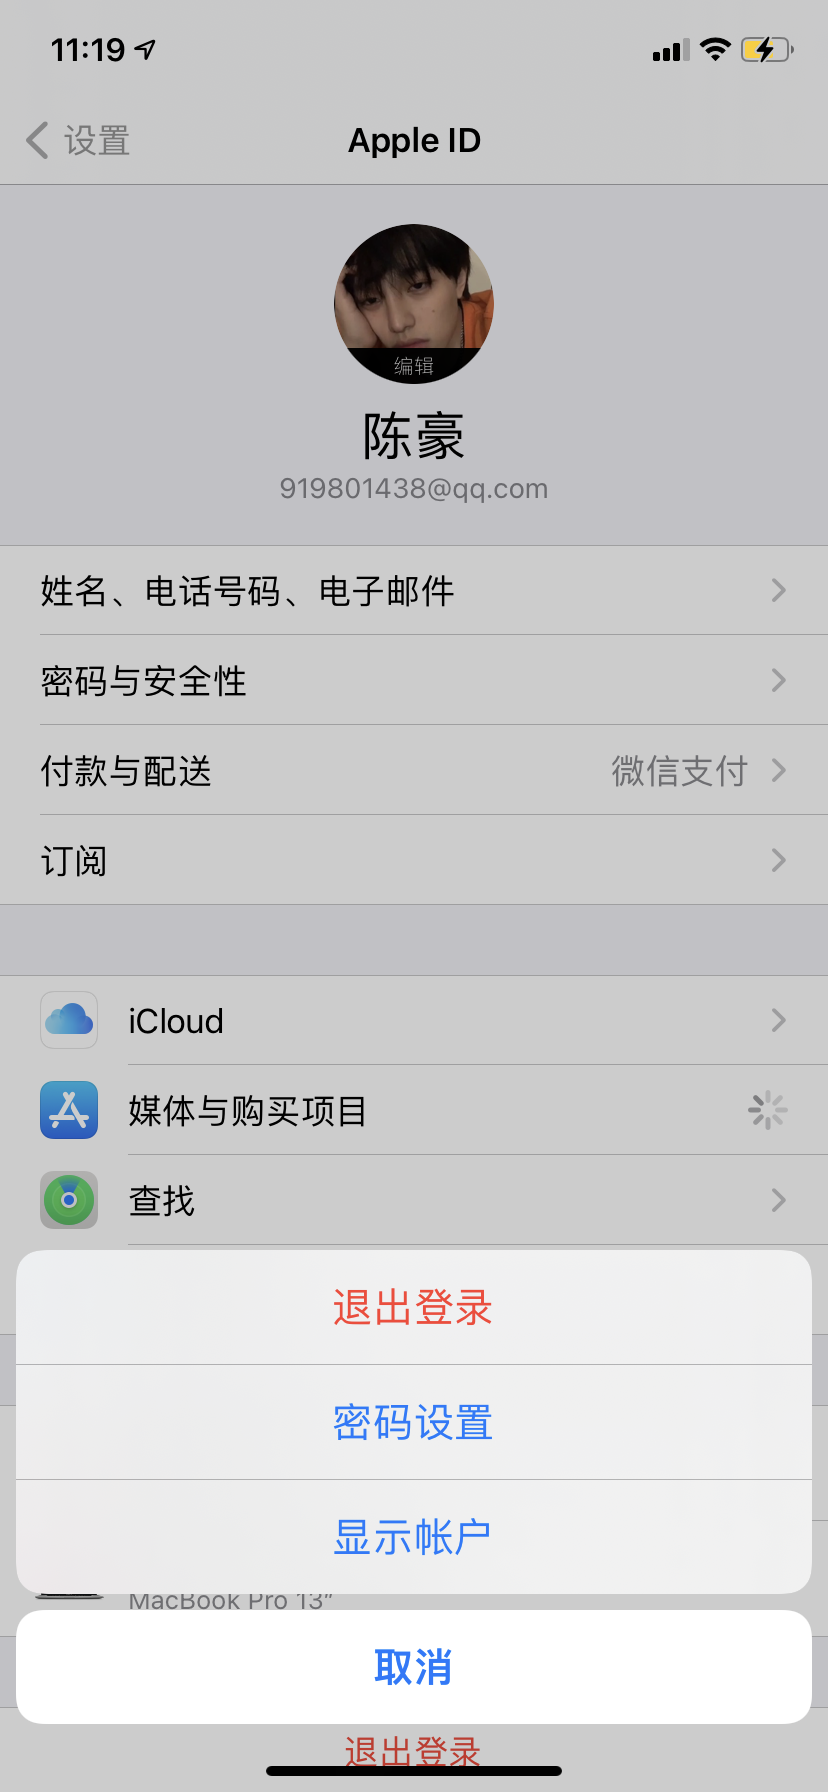 11:19
设置
Apple ID
编辑
陈豪
919801438@qq.com
姓名、电话号码、电子邮件
密码与安全性
付款与配送 微信支付
订阅
iCloud
媒体与购买项目
查找
退出登录
密码设置
显示帐户
MacBook Pro 13”
取消
退出登录